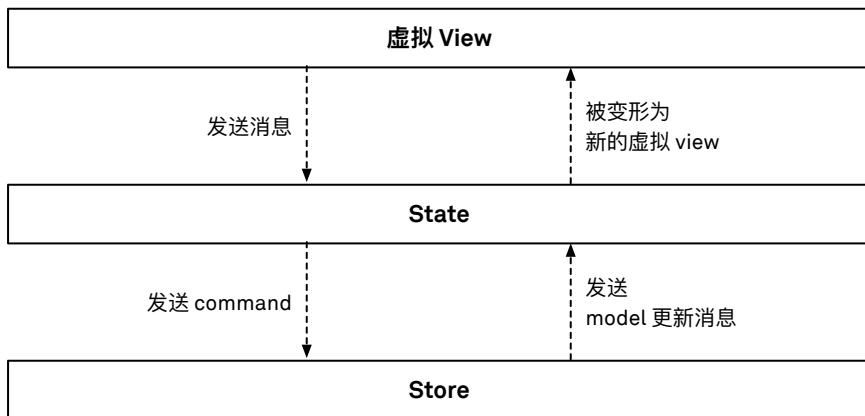 虚拟 View
发送消息
被变形为
新的虚拟 view
State
发送 command
发送
model 更新消息
Store